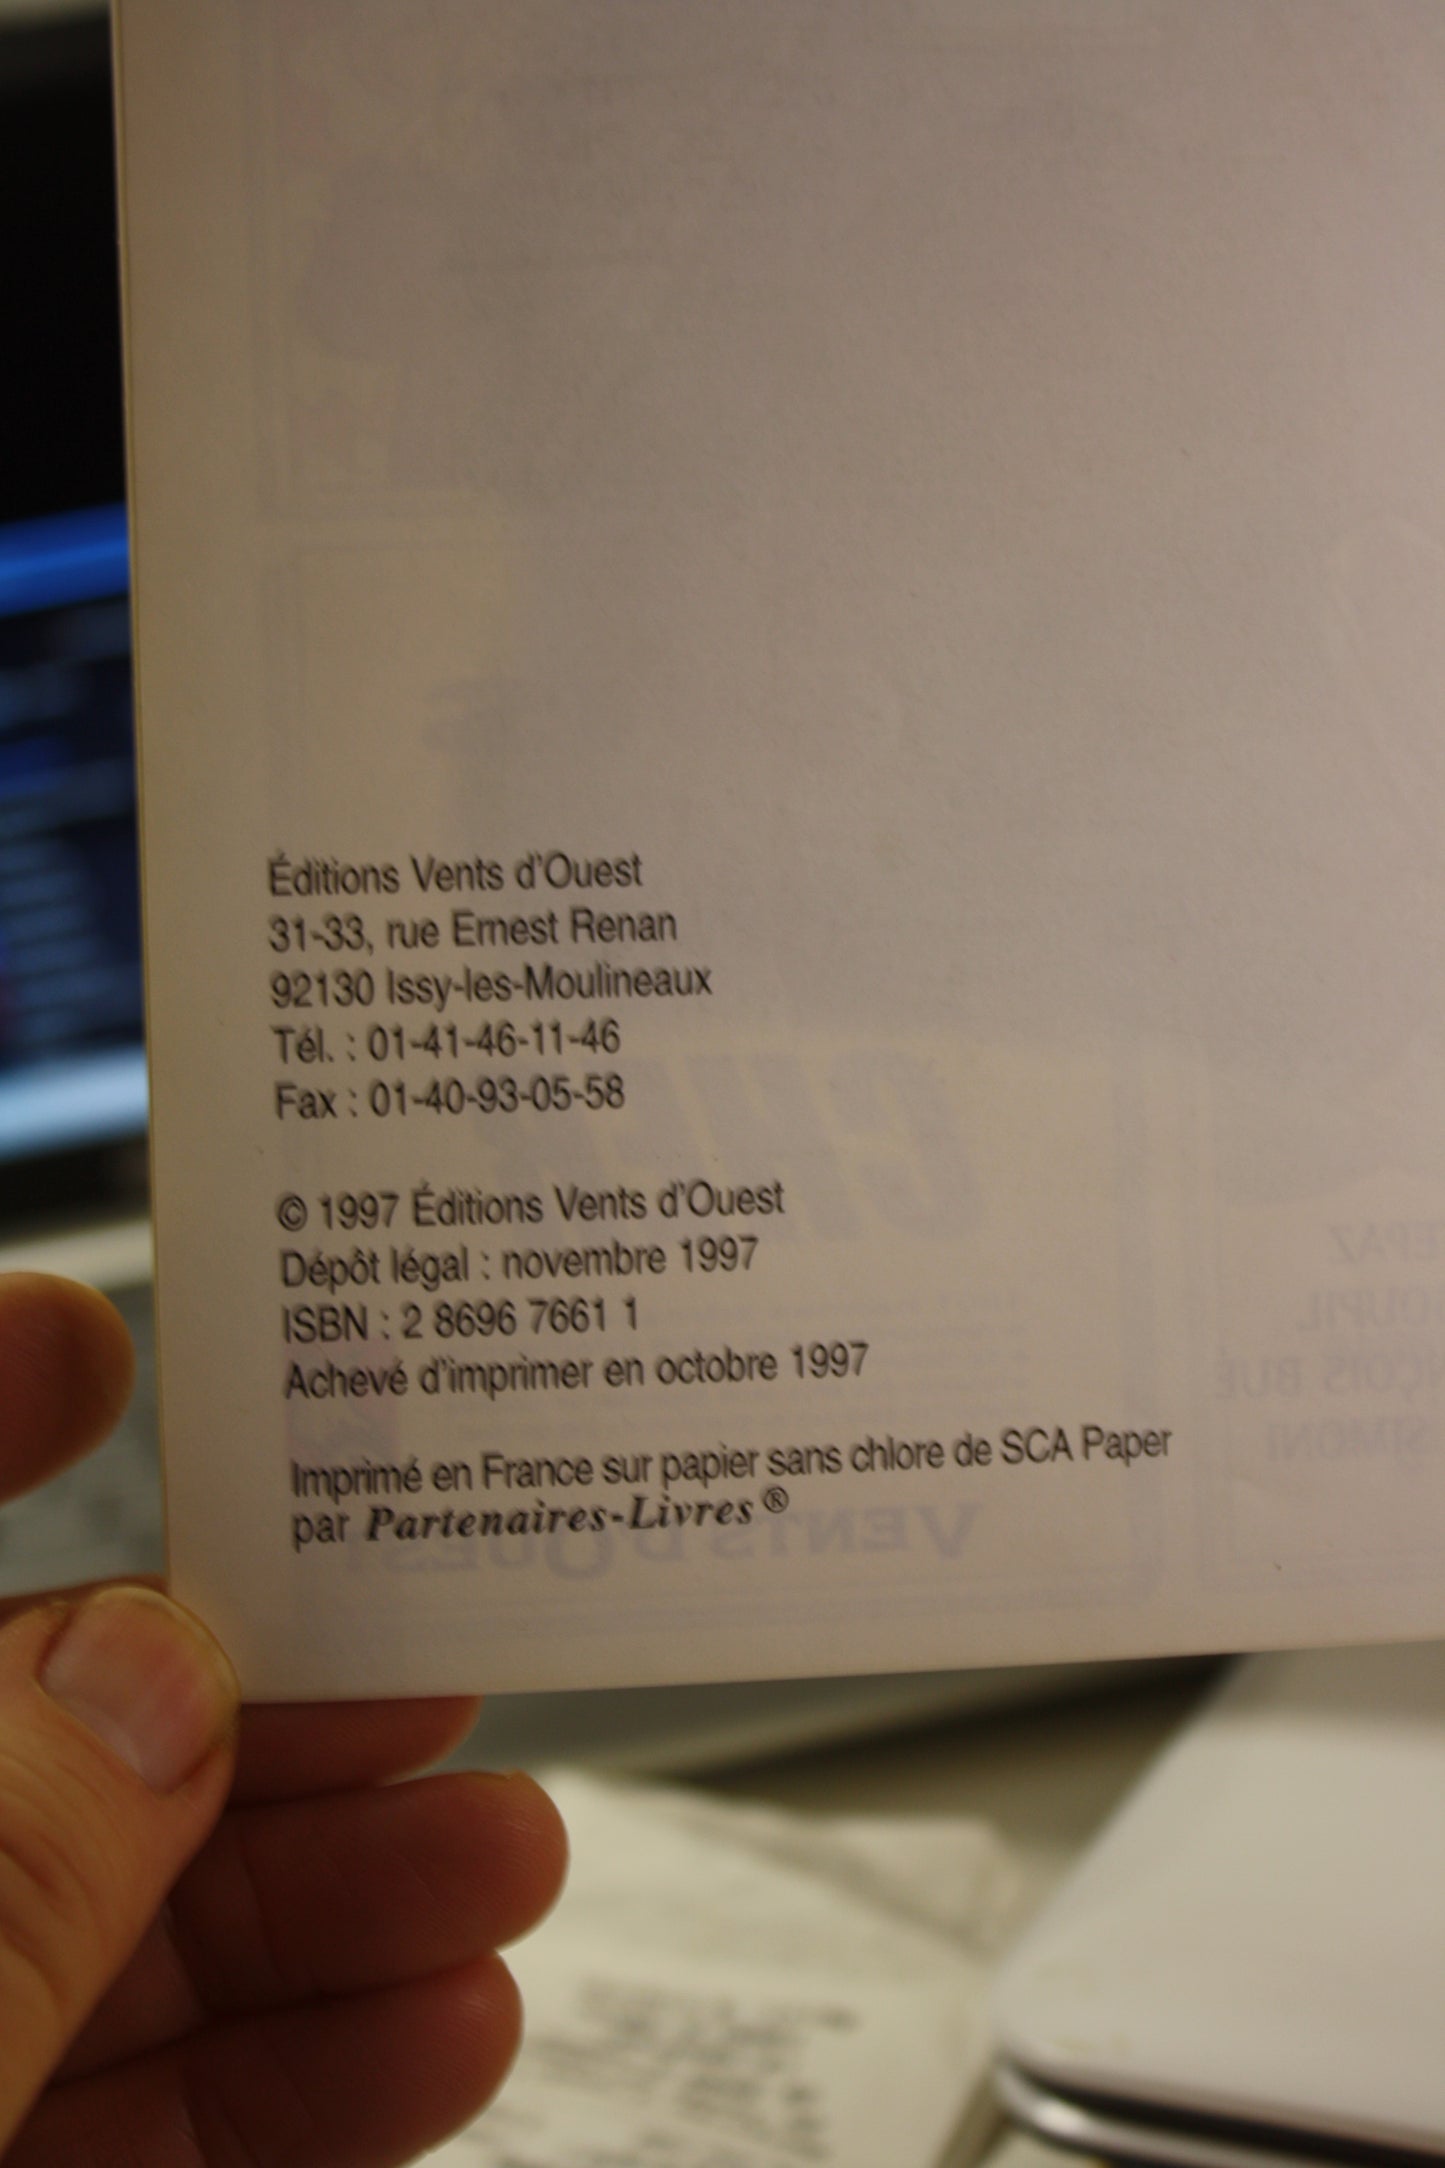 Éditions Vents d'Ouest
31-33, rue Ernest Renan
92130 Issy-les-Moulineaux
Tél. : 01-41-46-11-46
Fax : 01-40-93-05-58
© 1997 Éditions Vents d'Ouest
Dépôt légal : novembre 1997
ISBN : 2 8696 7661 1
Achevé d'imprimer en octobre 1997
Imprimé en France sur papier sans chlore de SCA Paper
par Partenaires-Livres®
VENTS D'OUEST